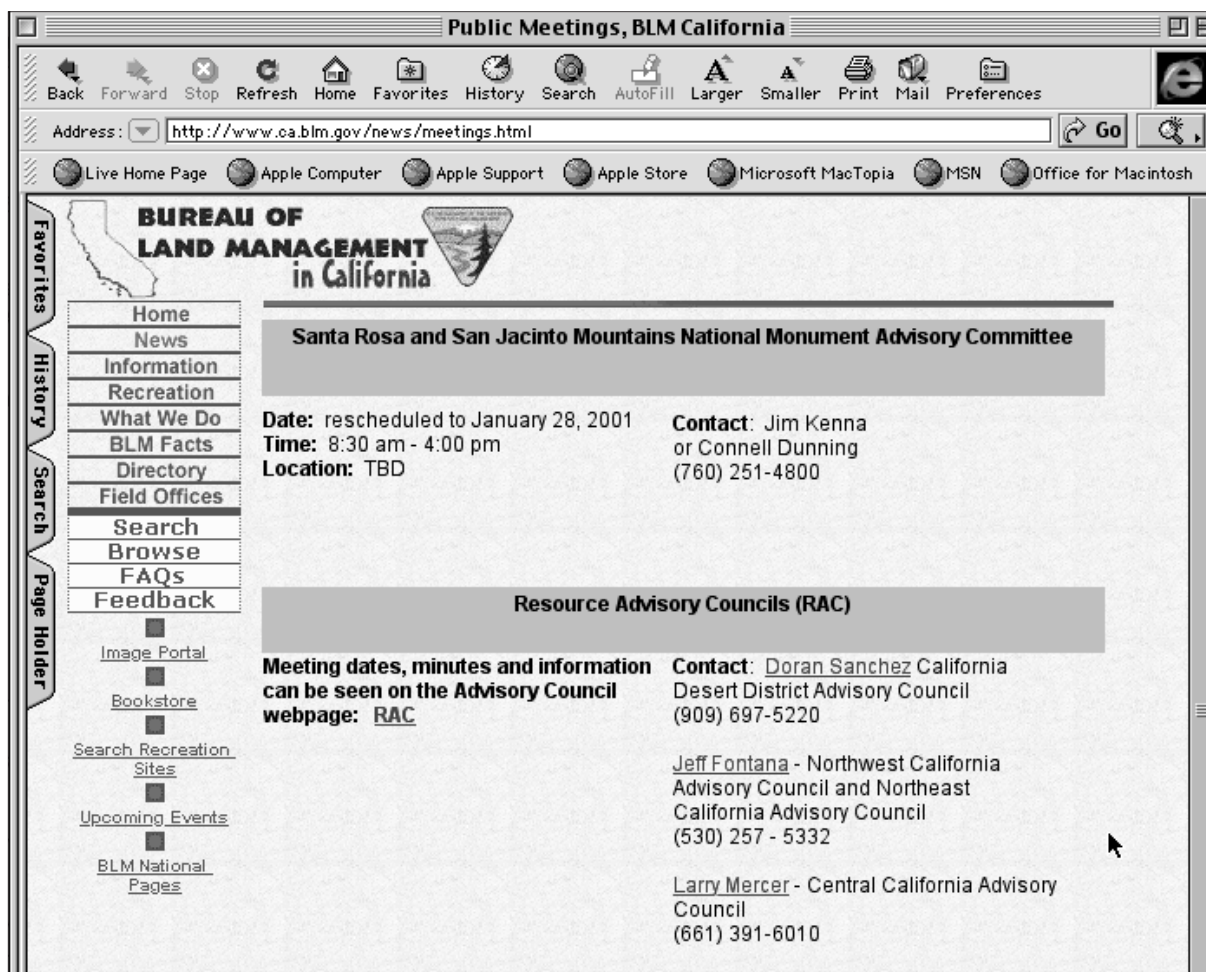 Public Meetings, BLM California
Back Forward Stop Refresh Home Favorites History Search AutoFill Larger Smaller Print Mail Preferences
Address: http://www.ca.blm.gov/news/meetings.html Go
Live Home Page Apple Computer Apple Support Apple Store Microsoft MacTopia MSN Office for Macintosh
Favorites
History
Search
Page Holder
BUREAU OF
LAND MANAGEMENT
in California
Home
News
Information
Recreation
What We Do
BLM Facts
Directory
Field Offices
Search
Browse
FAQs
Feedback
Image Portal
Bookstore
Search Recreation
Sites
Upcoming Events
BLM National
Pages
Santa Rosa and San Jacinto Mountains National Monument Advisory Committee
Date: rescheduled to January 28, 2001
Time: 8:30 am - 4:00 pm
Location: TBD
Contact: Jim Kenna
or Connell Dunning
(760) 251-4800
Resource Advisory Councils (RAC)
Meeting dates, minutes and information
can be seen on the Advisory Council
webpage: RAC
Contact: Doran Sanchez California
Desert District Advisory Council
(909) 697-5220
Jeff Fontana - Northwest California
Advisory Council and Northeast
California Advisory Council
(530) 257 - 5332
Larry Mercer - Central California Advisory
Council
(661) 391-6010